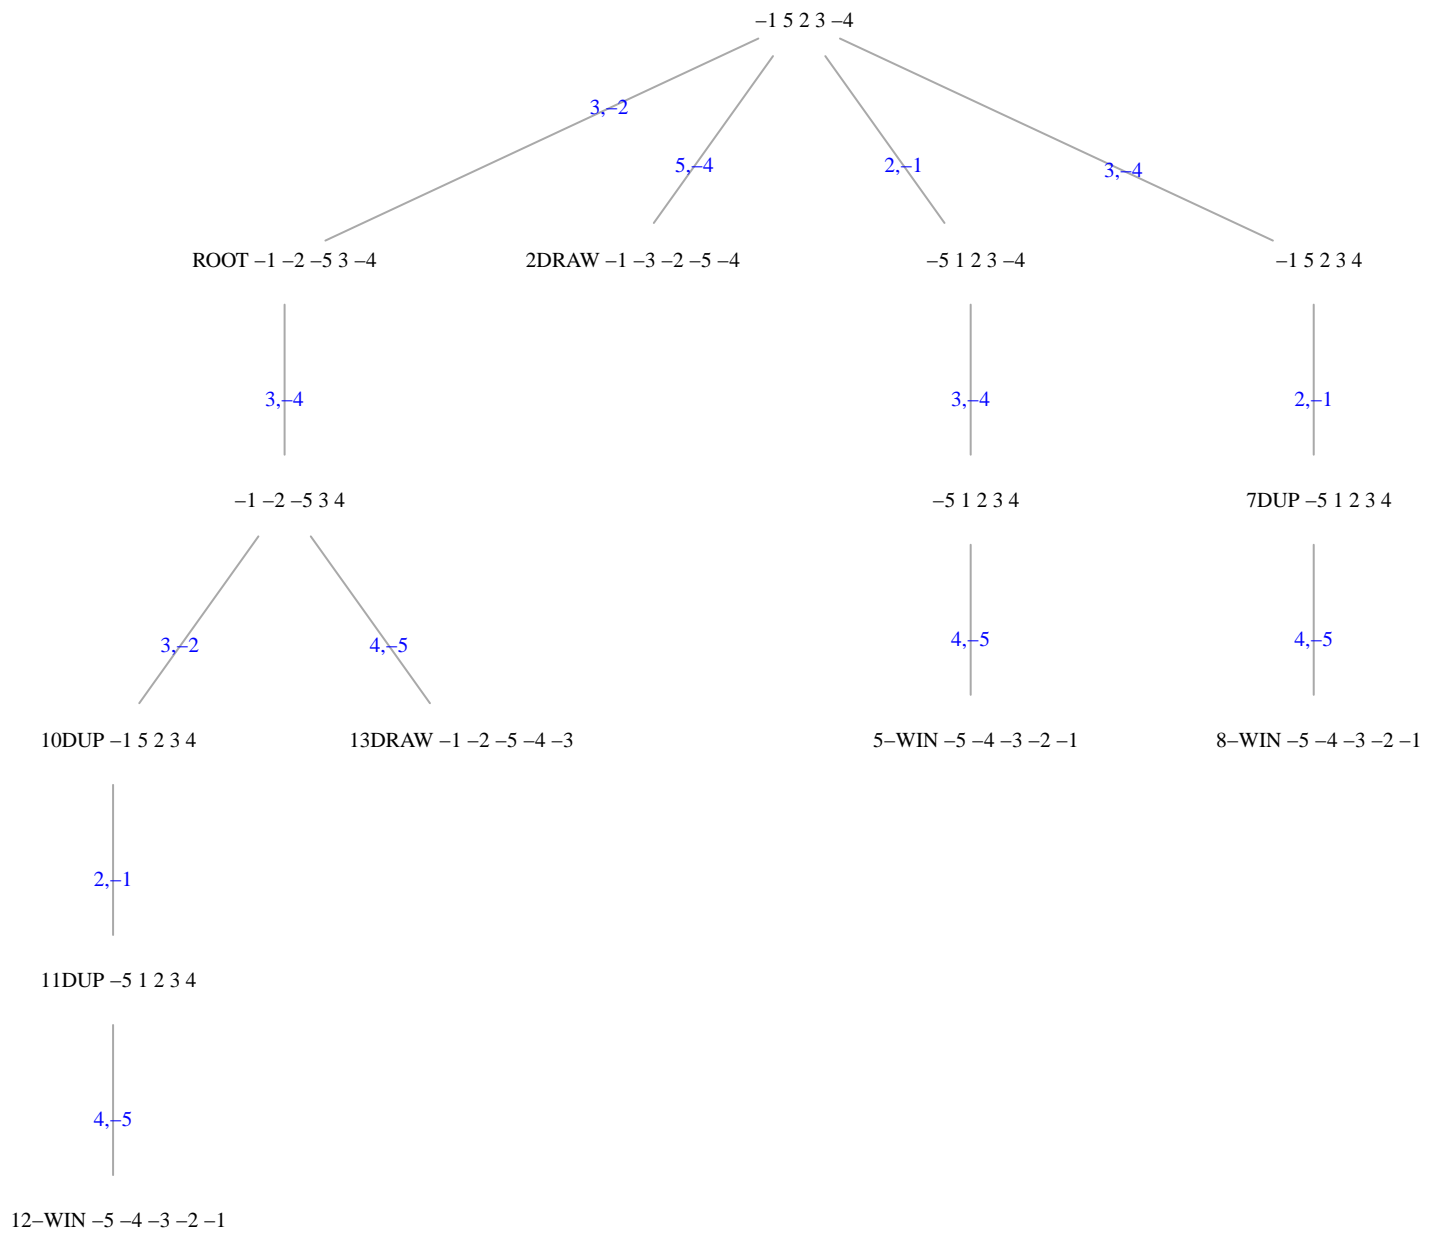 –1 5 2 3 –4
3,–2
5,–4
2,–1
3,–4
ROOT –1 –2 –5 3 –4
2DRAW –1 –3 –2 –5 –4
–5 1 2 3 –4
–1 5 2 3 4
3,–4
3,–4
2,–1
–1 –2 –5 3 4
–5 1 2 3 4
7DUP –5 1 2 3 4
3,–2
4,–5
4,–5
4,–5
10DUP –1 5 2 3 4
13DRAW –1 –2 –5 –4 –3
5–WIN –5 –4 –3 –2 –1
8–WIN –5 –4 –3 –2 –1
2,–1
11DUP –5 1 2 3 4
4,–5
12–WIN –5 –4 –3 –2 –1